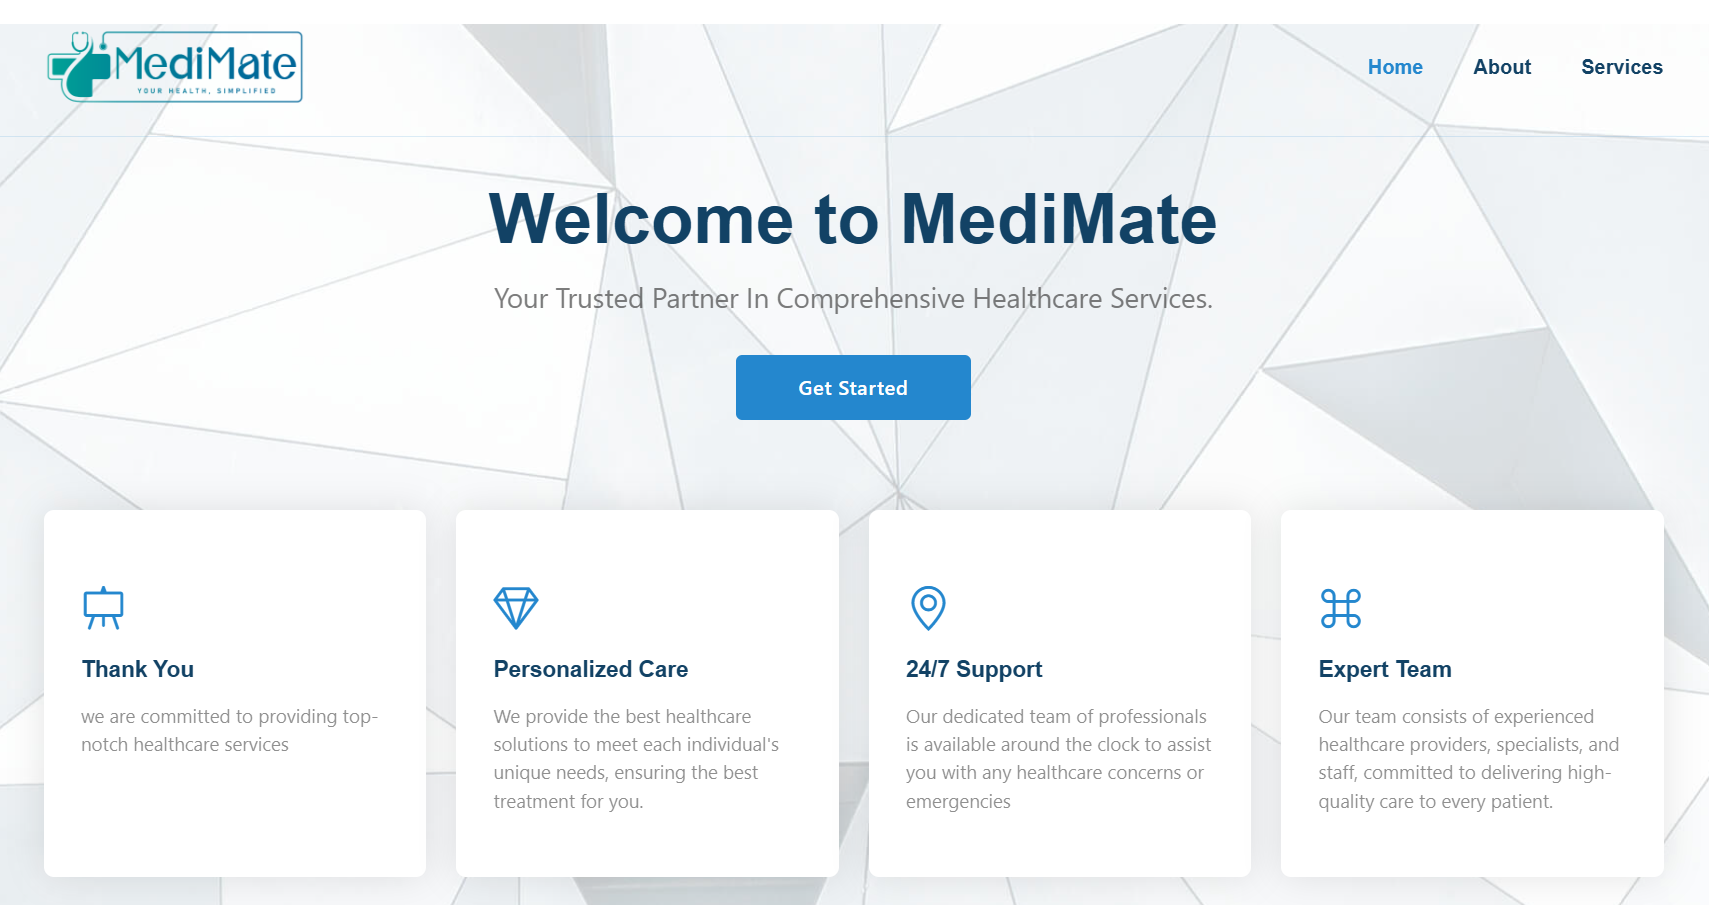 MediMate
YOUR HEALTH, SIMPLIFIED
Home About Services
Welcome to MediMate
Your Trusted Partner In Comprehensive Healthcare Services.
Get Started
Thank You
we are committed to providing top-
notch healthcare services
Personalized Care
We provide the best healthcare
solutions to meet each individual's
unique needs, ensuring the best
treatment for you.
24/7 Support
Our dedicated team of professionals
is available around the clock to assist
you with any healthcare concerns or
emergencies
Expert Team
Our team consists of experienced
healthcare providers, specialists, and
staff, committed to delivering high-
quality care to every patient.